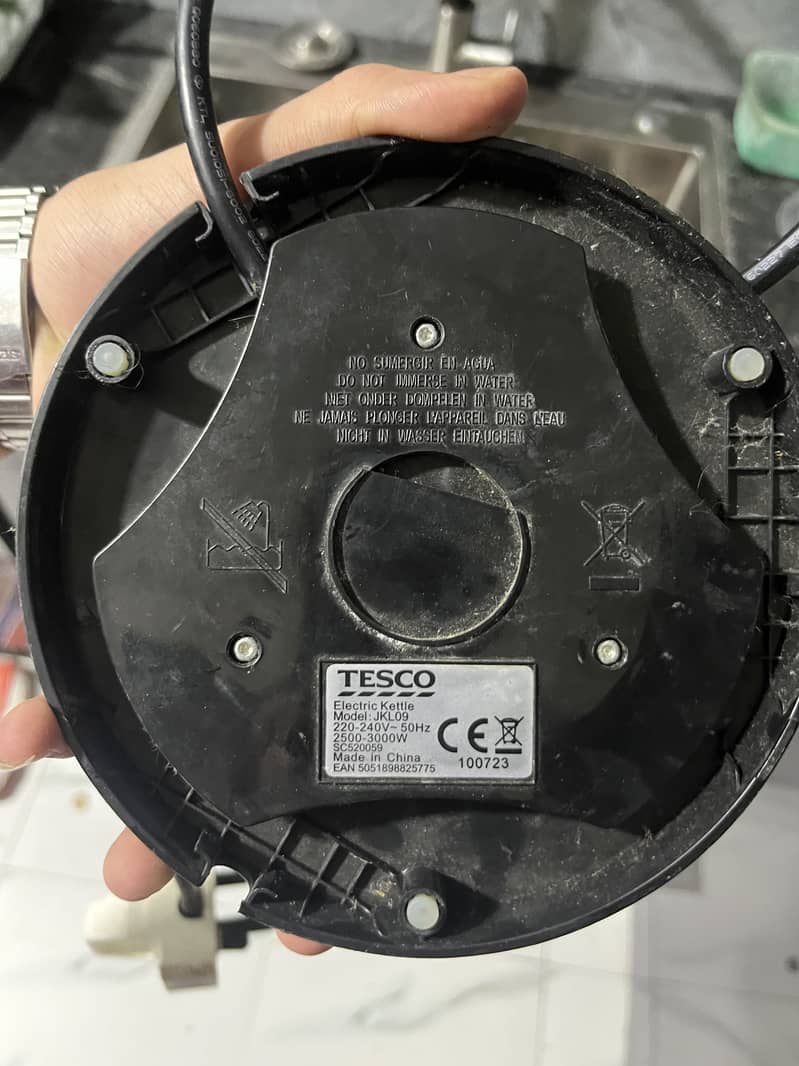 NO SUMERGIR EN AGUA
DO NOT IMMERSE IN WATER
NIET ONDER DOMPELEN IN WATER
NE JAMAIS PLONGER L'APPAREIL DANS L'EAU
NICHT IN WASSER EINTAUCHEN
TESCO
Electric Kettle
Model: JKL09
220-240V~ 50Hz
2500-3000W
SC520059
Made in China
EAN 5051898825775
CE
100723